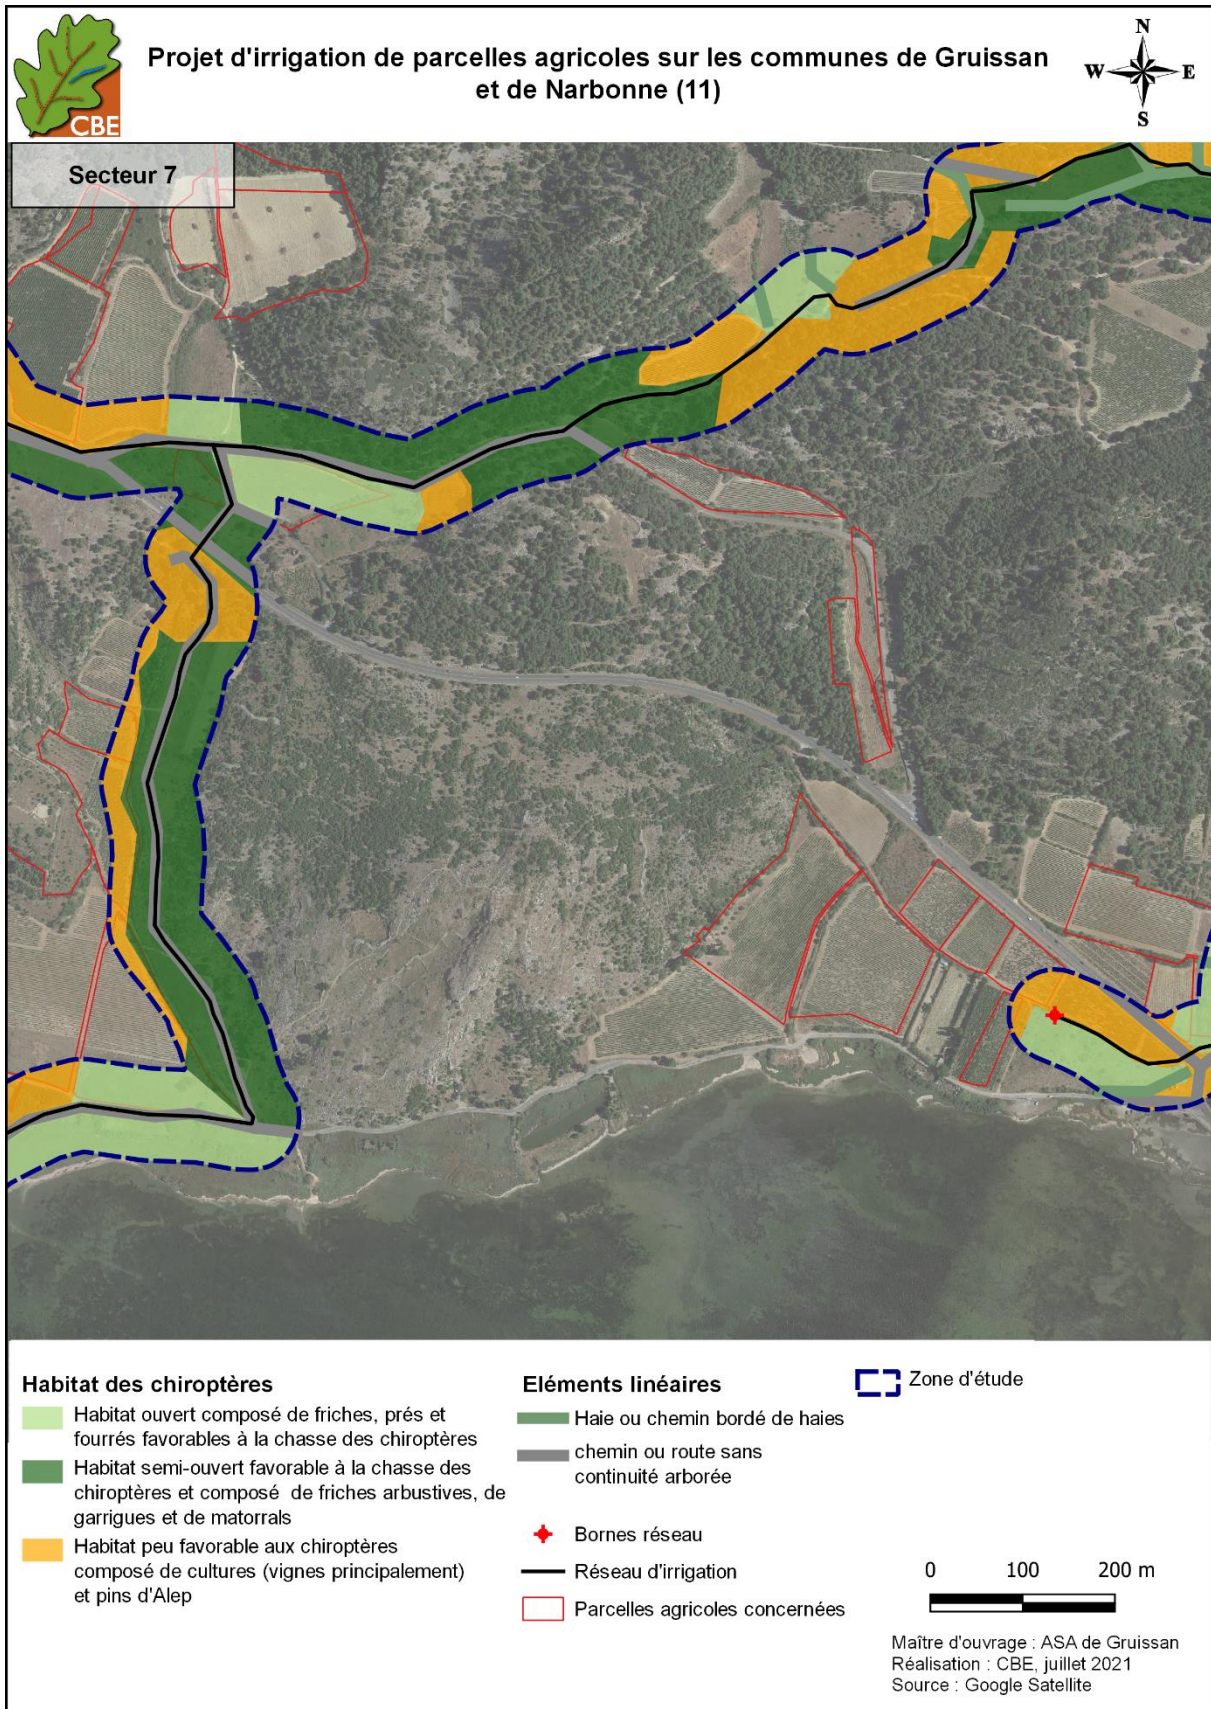 Projet d'irrigation de parcelles agricoles sur les communes de Gruissan
et de Narbonne (11)
CBE
N
W
E
S
Secteur 7
Habitat des chiroptères
Habitat ouvert composé de friches, prés et
fourrés favorables à la chasse des chiroptères
Habitat semi-ouvert favorable à la chasse des
chiroptères et composé de friches arbustives, de
garrigues et de matorrals
Habitat peu favorable aux chiroptères
composé de cultures (vignes principalement)
et pins d'Alep
Eléments linéaires
Haie ou chemin bordé de haies
chemin ou route sans
continuité arborée
Bornes réseau
Réseau d'irrigation
Parcelles agricoles concernées
Zone d'étude
0 100 200 m
Maître d'ouvrage : ASA de Gruissan
Réalisation : CBE, juillet 2021
Source : Google Satellite